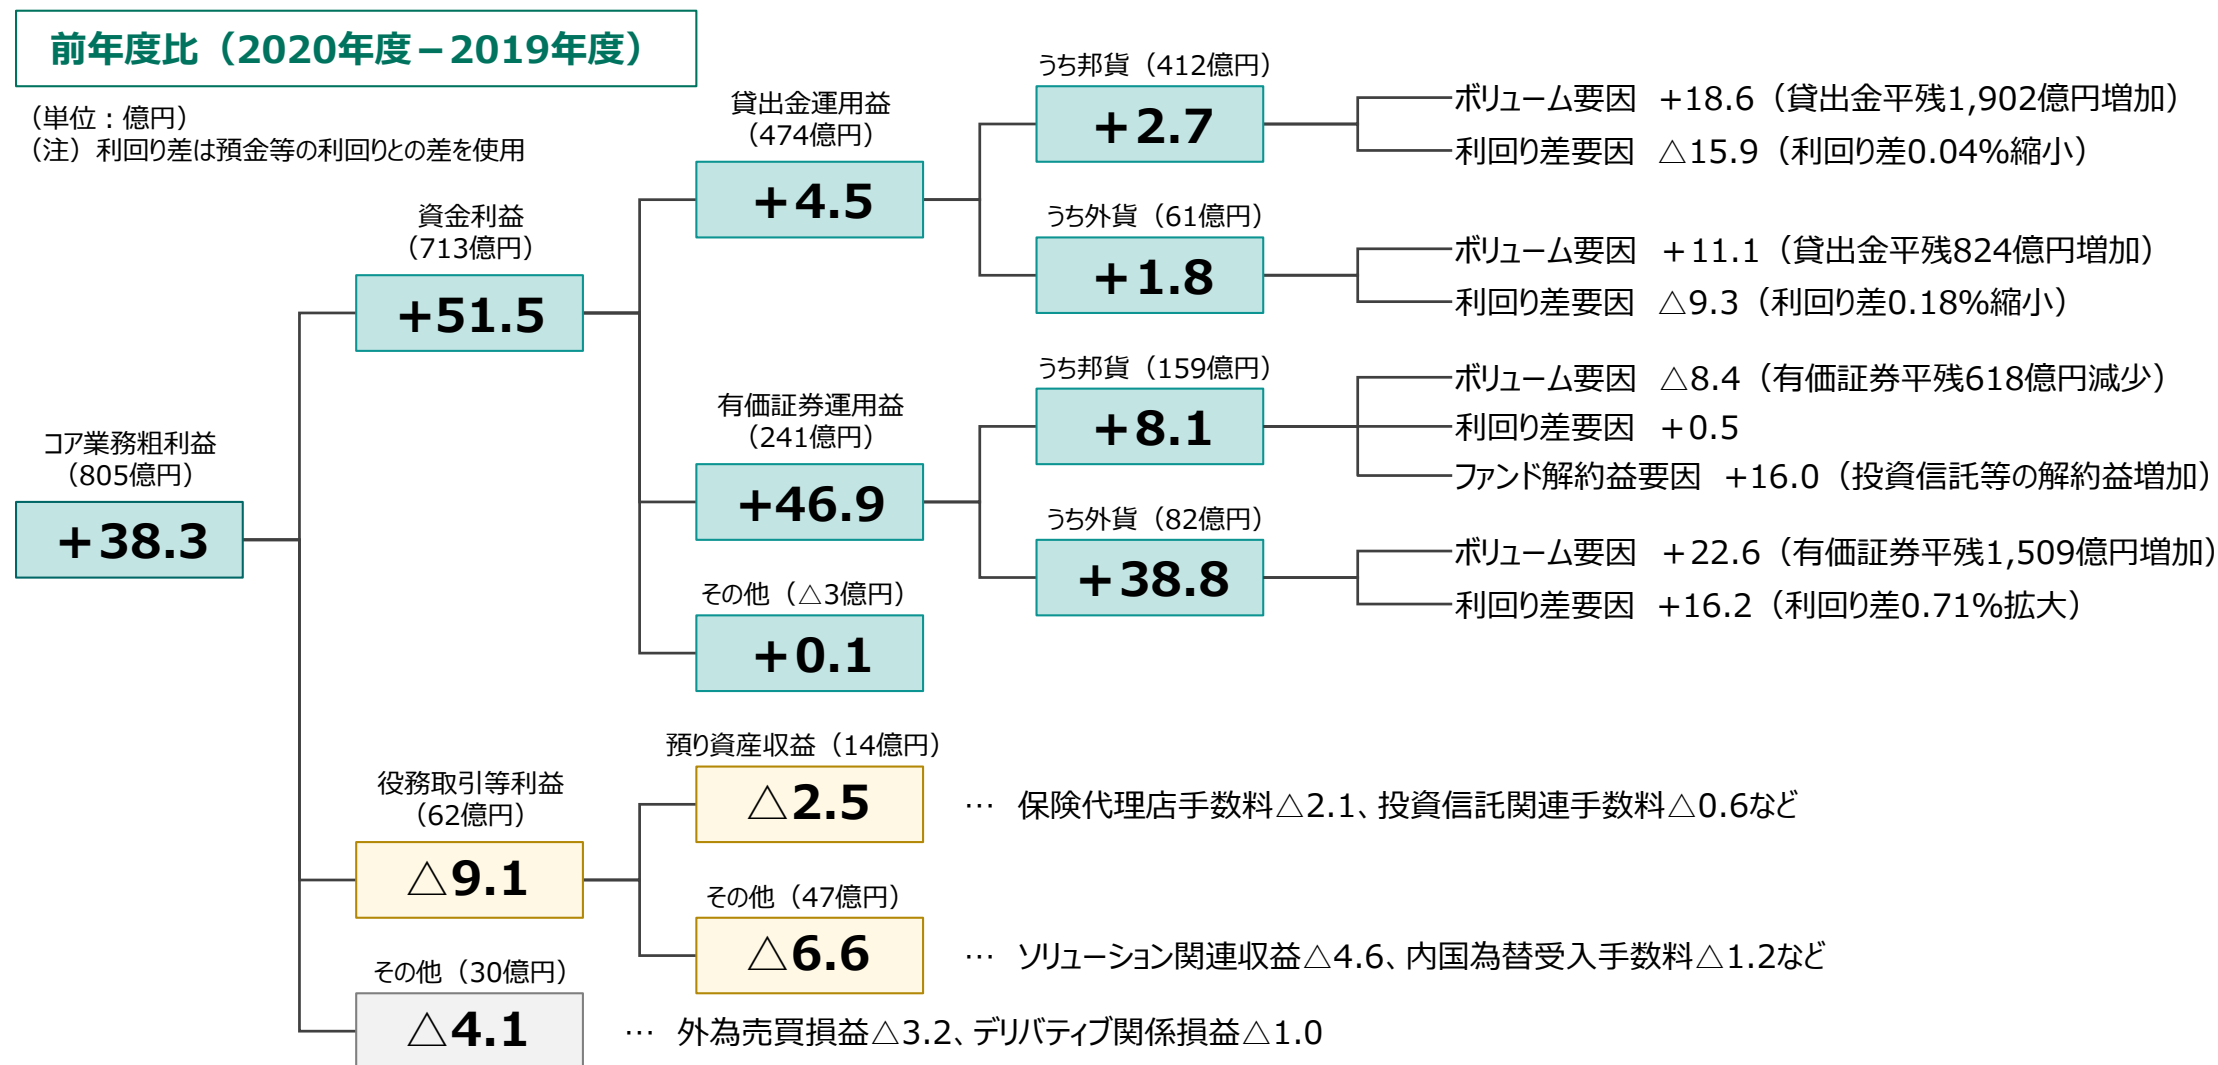 前年度比（2020年度－2019年度）
（単位：億円）
（注）利回り差は預金等の利回りとの差を使用
コア業務粗利益
（805億円）
＋38.3
資金利益
（713億円）
+51.5
貸出金運用益
（474億円）
＋4.5
うち邦貨（412億円）
＋2.7
ボリューム要因　+18.6（貸出金平残1,902億円増加）
利回り差要因　△15.9（利回り差0.04%縮小）
うち外貨（61億円）
＋1.8
ボリューム要因　＋11.1（貸出金平残824億円増加）
利回り差要因　△9.3（利回り差0.18%縮小）
有価証券運用益
（241億円）
+46.9
うち邦貨（159億円）
＋8.1
ボリューム要因　△8.4（有価証券平残618億円減少）
利回り差要因　＋0.5
ファンド解約益要因　+16.0（投資信託等の解約益増加）
うち外貨（82億円）
＋38.8
ボリューム要因　＋22.6（有価証券平残1,509億円増加）
利回り差要因　+16.2（利回り差0.71%拡大）
その他（△3億円）
＋0.1
役務取引等利益
（62億円）
△9.1
預り資産収益（14億円）
△2.5
…　保険代理店手数料△2.1、投資信託関連手数料△0.6など
その他（47億円）
△6.6
…　ソリューション関連収益△4.6、内国為替受入手数料△1.2など
その他（30億円）
△4.1
…　外為売買損益△3.2、デリバティブ関係損益△1.0